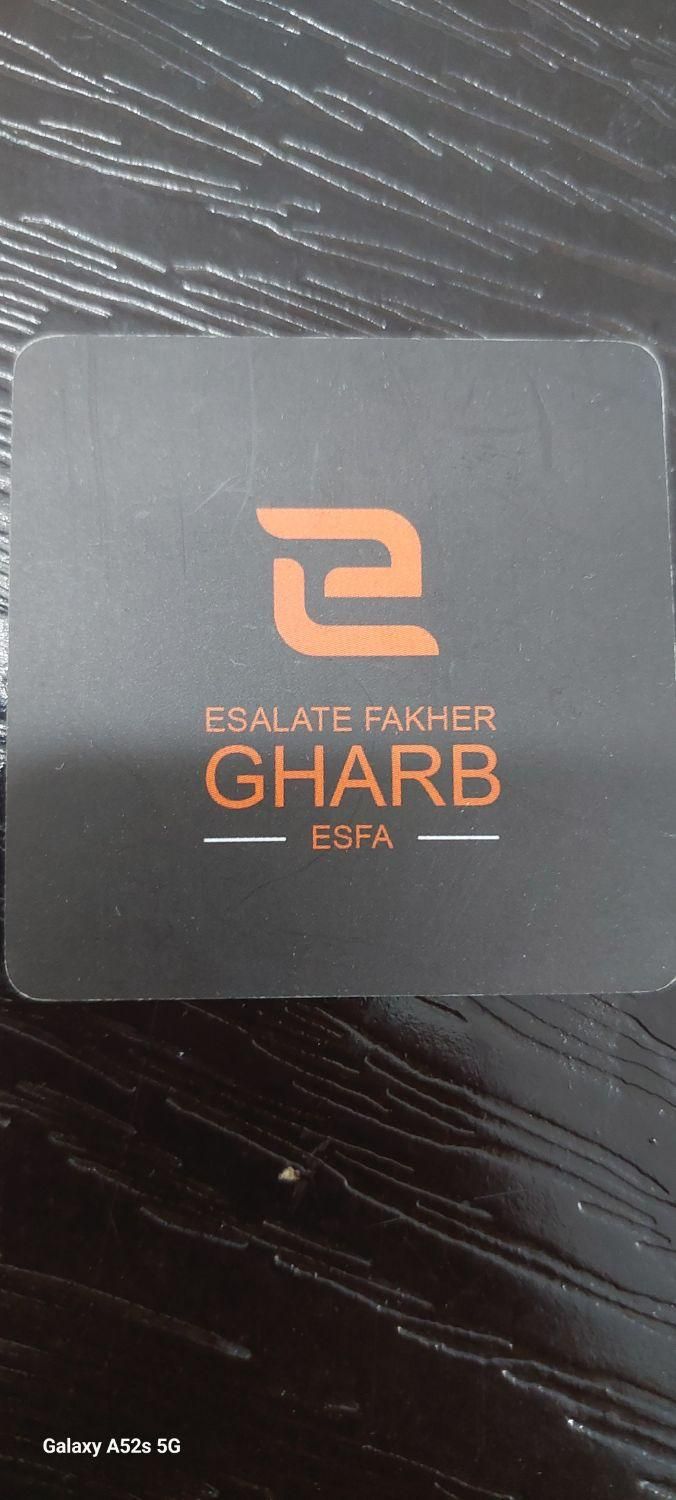 ESALATE FAKHER
GHARB
ESFA
Galaxy A52s 5G